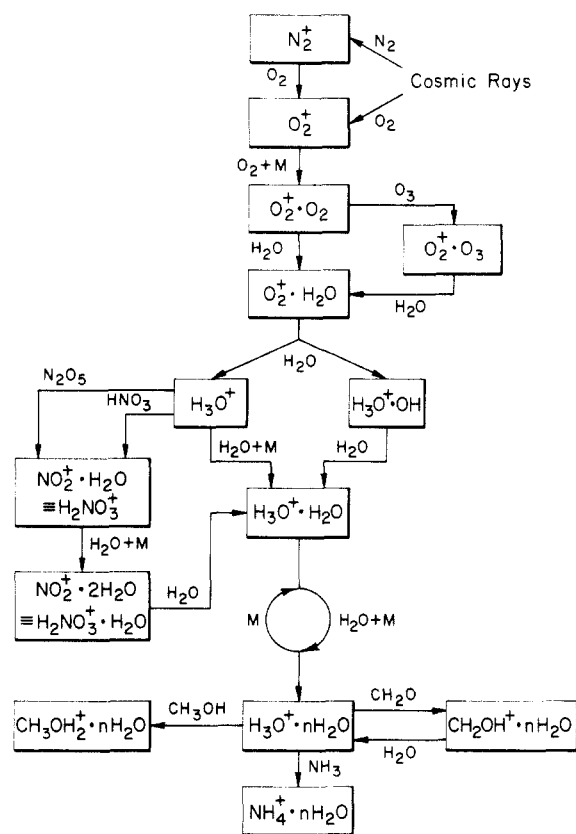 N₂⁺
N₂
O₂
Cosmic Rays
O₂⁺
O₂
O₂+M
O₂⁺·O₂
O₃
H₂O
O₂⁺·O₃
O₂⁺·H₂O
H₂O
H₂O
N₂O₅
HNO₃
H₃O⁺
H₃O⁺·OH
H₂O+M
H₂O
NO₂⁺·H₂O
≡H₂NO₃⁺
H₃O⁺·H₂O
H₂O+M
NO₂⁺·2H₂O
≡H₂NO₃⁺·H₂O
H₂O
M
H₂O+M
CH₃OH₂⁺·nH₂O
CH₃OH
H₃O⁺·nH₂O
CH₂O
H₂O
CH₂OH⁺·nH₂O
NH₃
NH₄⁺·nH₂O